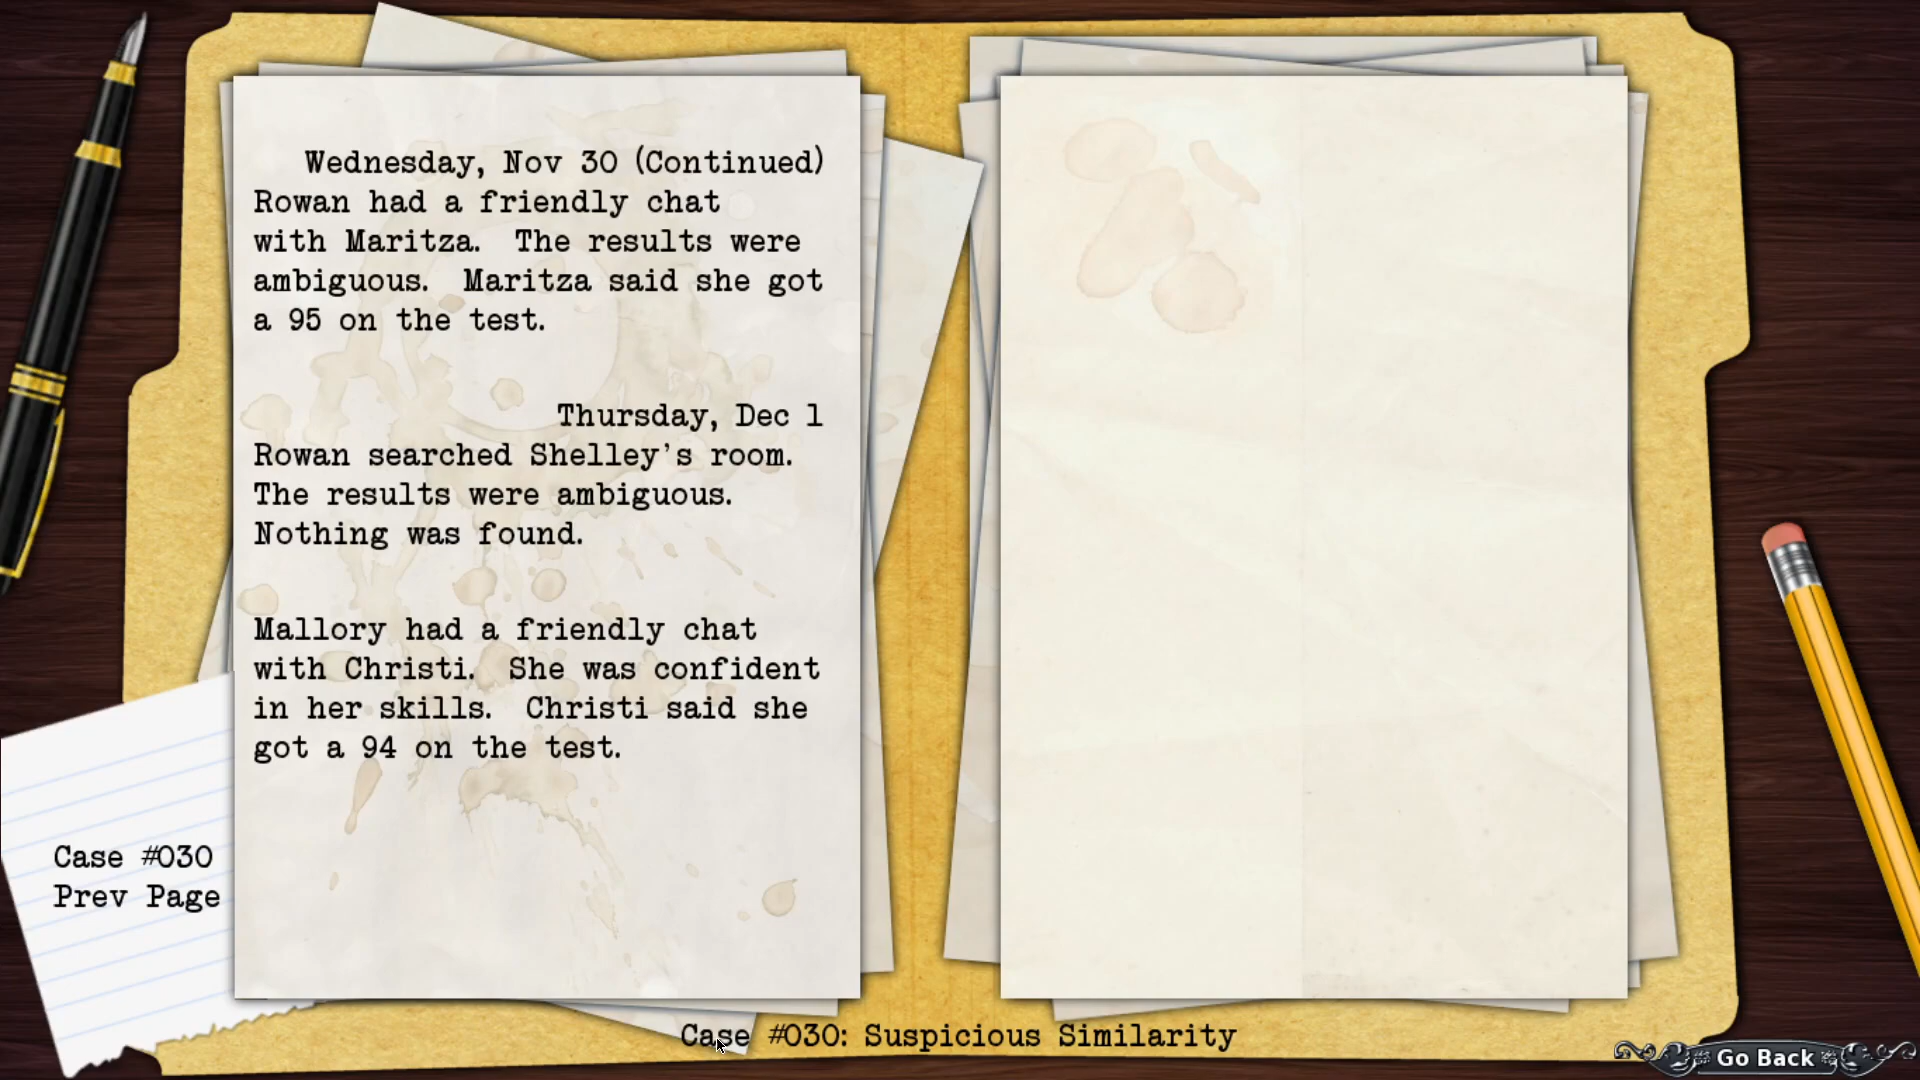 Wednesday, Nov 30 (Continued)
Rowan had a friendly chat
with Maritza.  The results were
ambiguous.  Maritza said she got
a 95 on the test.
Thursday, Dec 1
Rowan searched Shelley's room.
The results were ambiguous.
Nothing was found.
Mallory had a friendly chat
with Christi.  She was confident
in her skills.  Christi said she
got a 94 on the test.
Case #030
Prev Page
Case #030: Suspicious Similarity
Go Back